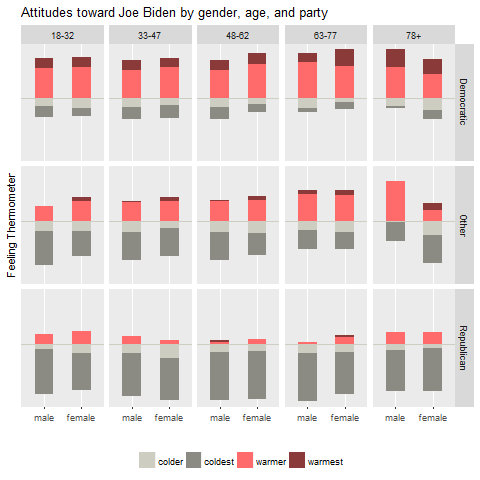 Attitudes toward Joe Biden by gender, age, and party
18-32 33-47 48-62 63-77 78+
Democratic
Other
Republican
Feeling Thermometer
male female male female male female male female male female
colder coldest warmer warmest